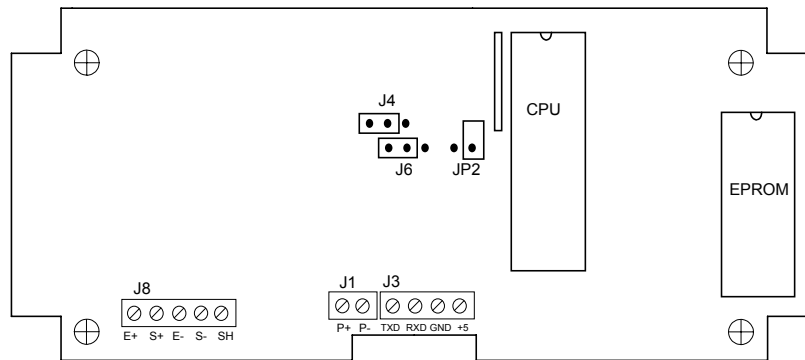 J4
CPU
J6
JP2
EPROM
J8
J1
J3
E+ S+ E- S- SH
P+ P- TXD RXD GND +5